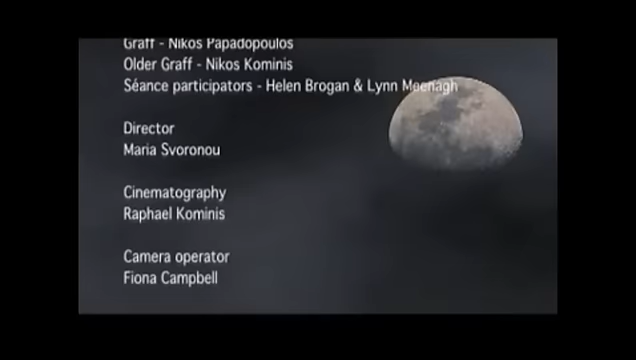 Graff - Nikos Papadopoulos
Older Graff - Nikos Kominis
Séance participators - Helen Brogan & Lynn Meenagh
Director
Maria Svoronou
Cinematography
Raphael Kominis
Camera operator
Fiona Campbell